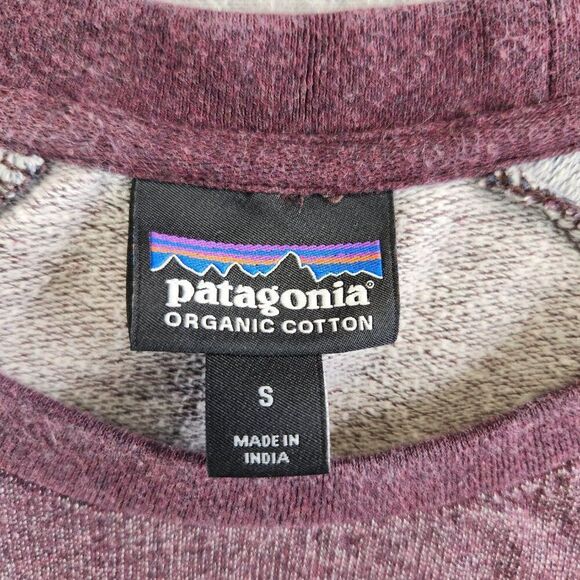 patagonia®
ORGANIC COTTON
S
MADE IN
INDIA